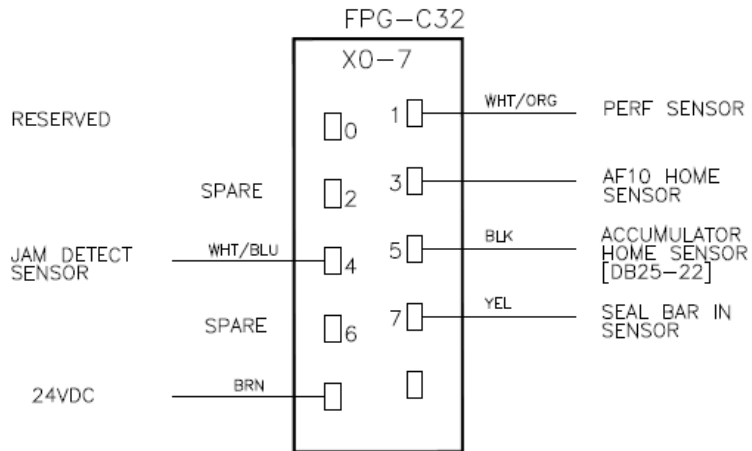 FPG-C32
X0-7
RESERVED
0
1
WHT/ORG
PERF SENSOR
SPARE
2
3
AF10 HOME
SENSOR
JAM DETECT
SENSOR
WHT/BLU
4
5
BLK
ACCUMULATOR
HOME SENSOR
[DB25-22]
SPARE
6
7
YEL
SEAL BAR IN
SENSOR
24VDC
BRN